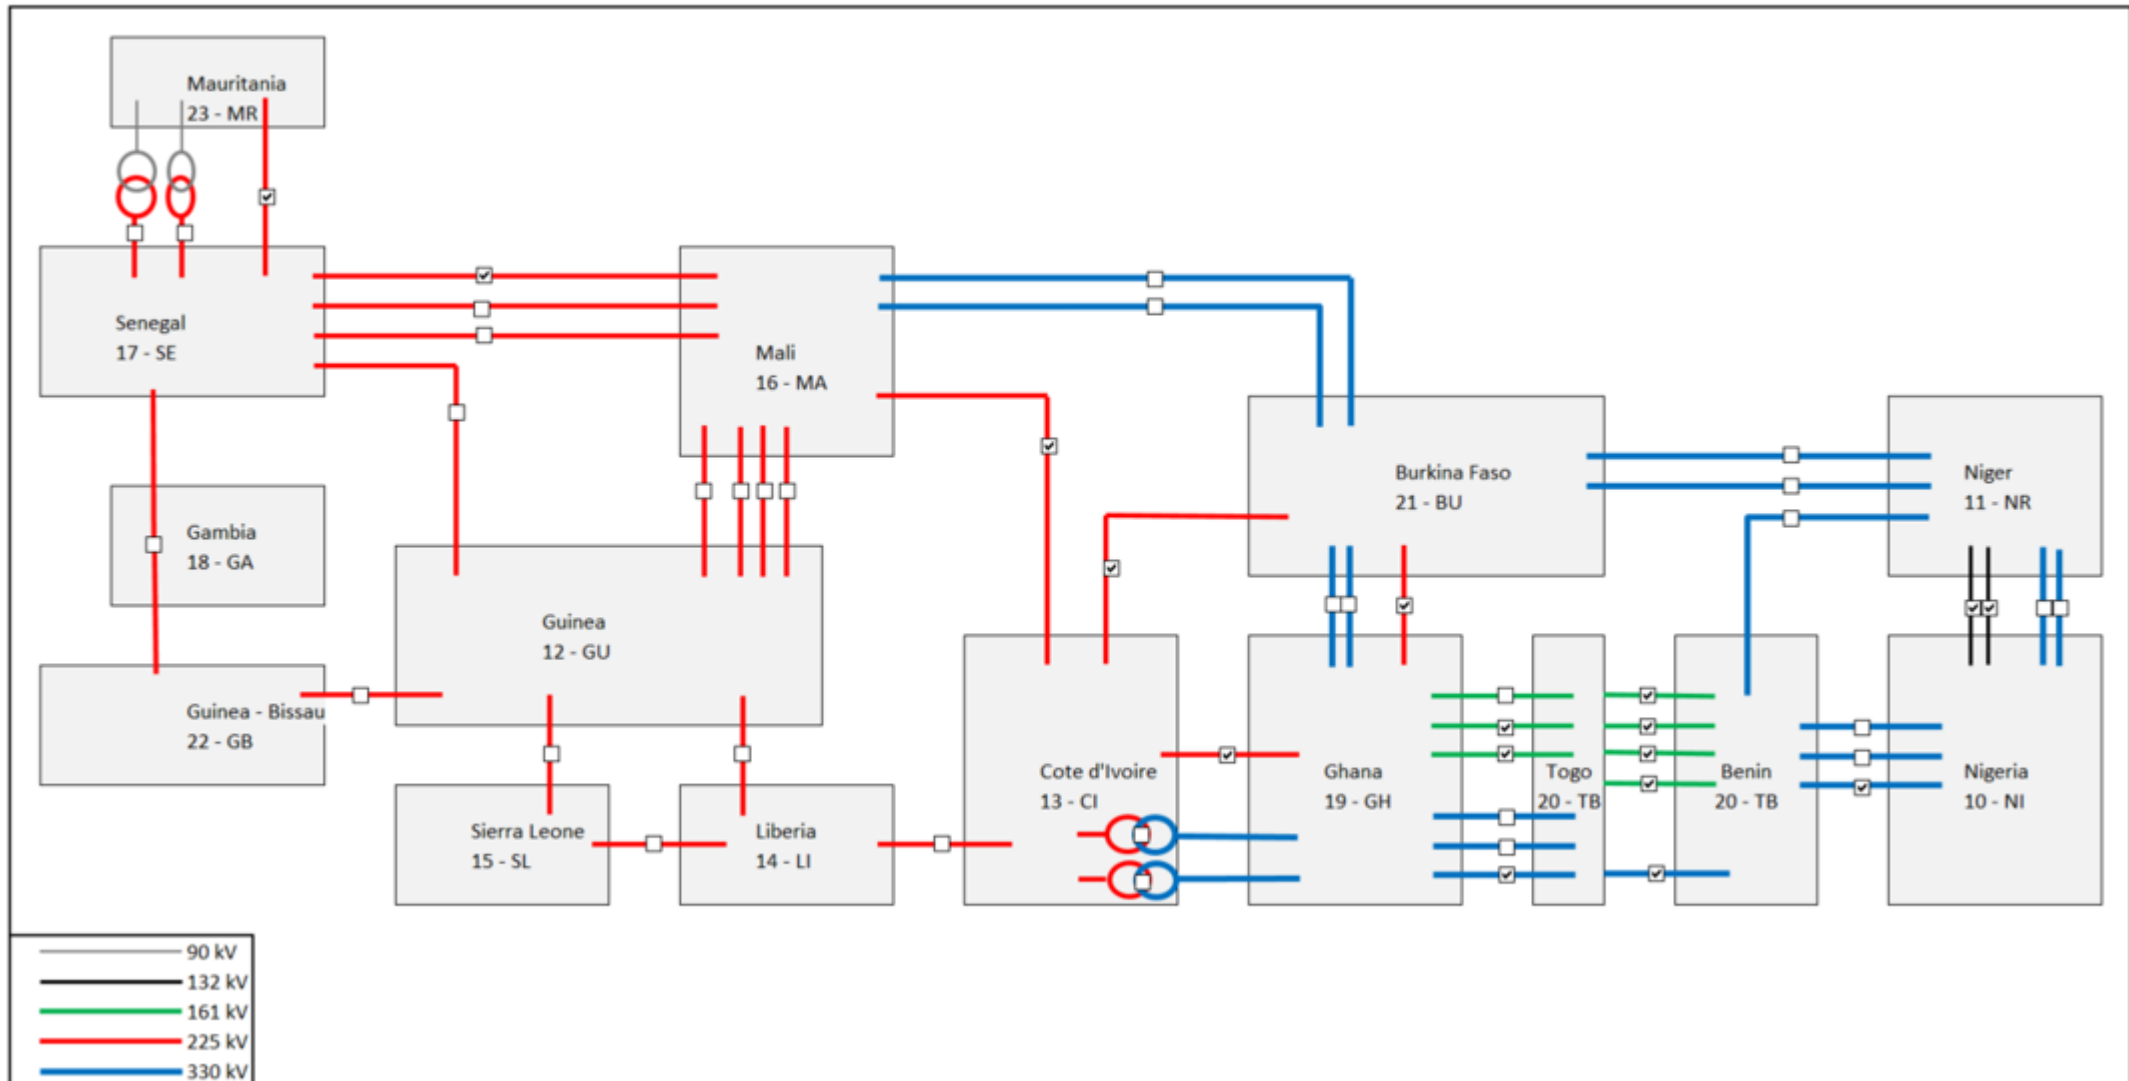 Mauritania
23 - MR
Senegal
17 - SE
Mali
16 - MA
Burkina Faso
21 - BU
Niger
11 - NR
Gambia
18 - GA
Guinea
12 - GU
Guinea - Bissau
22 - GB
Cote d'Ivoire
13 - CI
Ghana
19 - GH
Togo
20 - TB
Benin
20 - TB
Nigeria
10 - NI
Sierra Leone
15 - SL
Liberia
14 - LI
90 kV
132 kV
161 kV
225 kV
330 kV